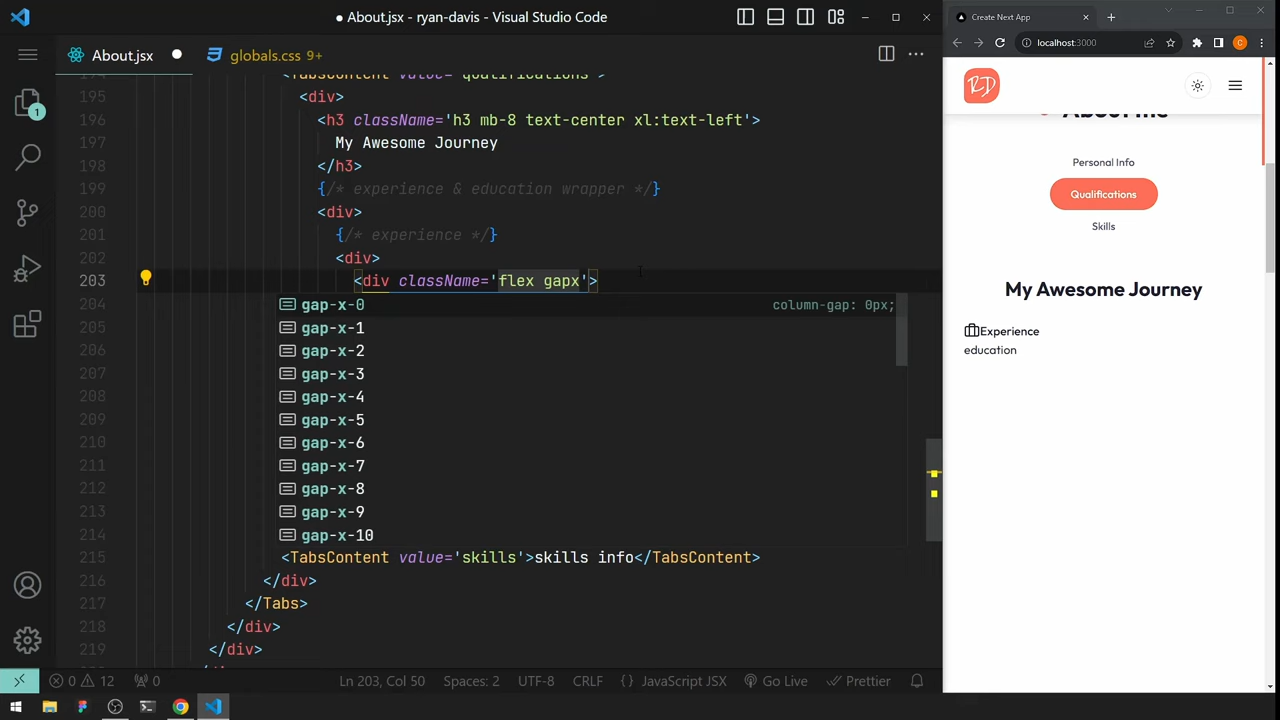 ● About.jsx - ryan-davis - Visual Studio Code
About.jsx ●
globals.css 9+
1
194 <TabsContent value='qualifications'>
195 <div>
196 <h3 className='h3 mb-8 text-center xl:text-left'>
197 My Awesome Journey
198 </h3>
199 {/* experience & education wrapper */}
200 <div>
201 {/* experience */}
202 <div>
203 <div className='flex gapx'>
204 gap-x-0 column-gap: 0px;
205 gap-x-1
206 gap-x-2
207 gap-x-3
208 gap-x-4
209 gap-x-5
210 gap-x-6
211 gap-x-7
212 gap-x-8
213 gap-x-9
214 gap-x-10
215 <TabsContent value='skills'>skills info</TabsContent>
216 </div>
217 </Tabs>
218 </div>
219 </div>
0 12 0 Ln 203, Col 50 Spaces: 2 UTF-8 CRLF {} JavaScript JSX Go Live Prettier
Create Next App
localhost:3000
C
RD
About Me
Personal Info
Qualifications
Skills
My Awesome Journey
Experience
education